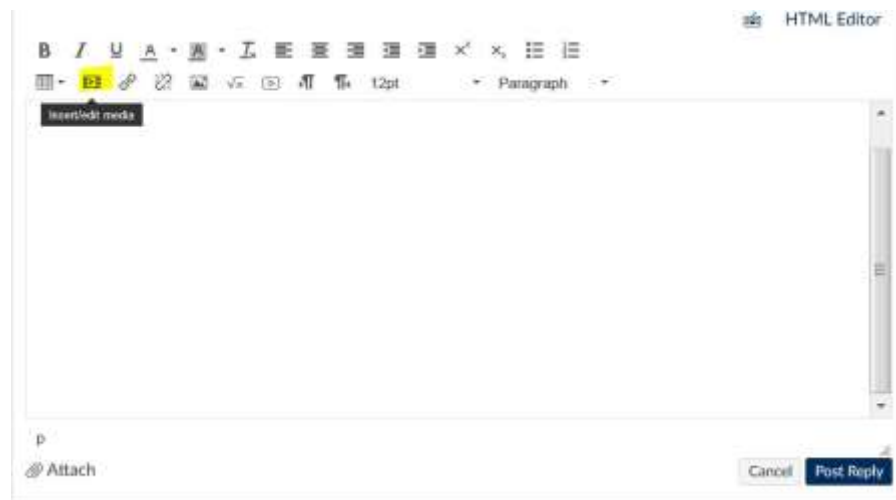 HTML Editor
B I U A A
12pt Paragraph
Insert/edit media
p
Attach
Cancel Post Reply